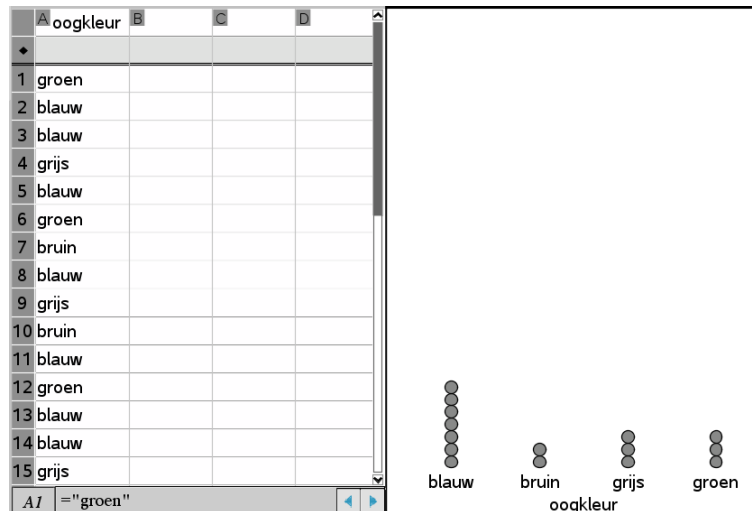 A oogkleur B C D
◆
1 groen
2 blauw
3 blauw
4 grijs
5 blauw
6 groen
7 bruin
8 blauw
9 grijs
10 bruin
11 blauw
12 groen
13 blauw
14 blauw
15 grijs
A1 ="groen"
blauw bruin grijs groen
oogkleur